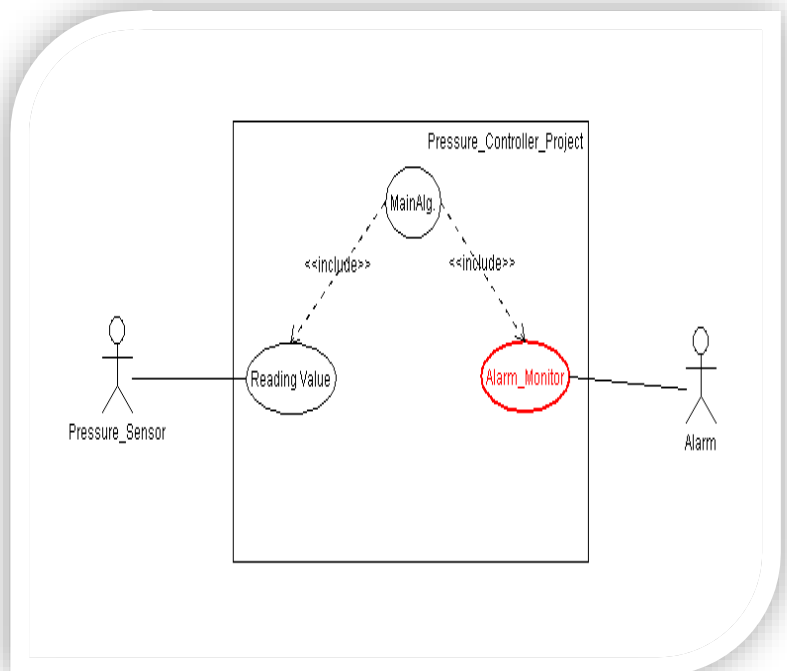 Pressure_Controller_Project
MainAlg.
<<include>>
<<include>>
Reading Value
Alarm_Monitor
Pressure_Sensor
Alarm